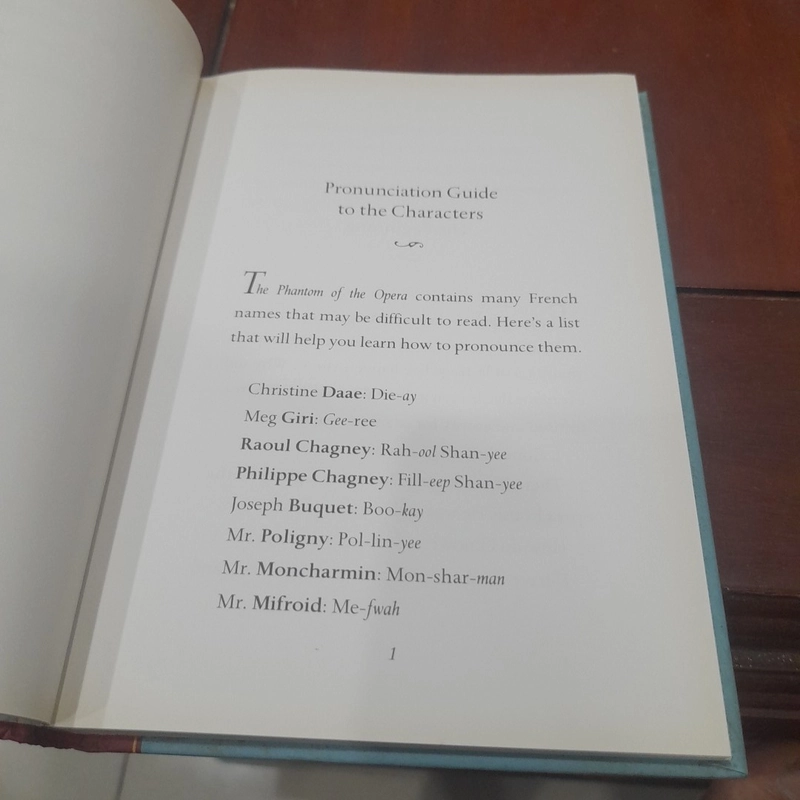 Pronunciation Guide
to the Characters
The Phantom of the Opera contains many French
names that may be difficult to read. Here's a list
that will help you learn how to pronounce them.
Christine Daae: Die-ay
Meg Giri: Gee-ree
Raoul Chagney: Rah-ool Shan-yee
Philippe Chagney: Fill-eep Shan-yee
Joseph Buquet: Boo-kay
Mr. Poligny: Pol-lin-yee
Mr. Moncharmin: Mon-shar-man
Mr. Mifroid: Me-fwah
1